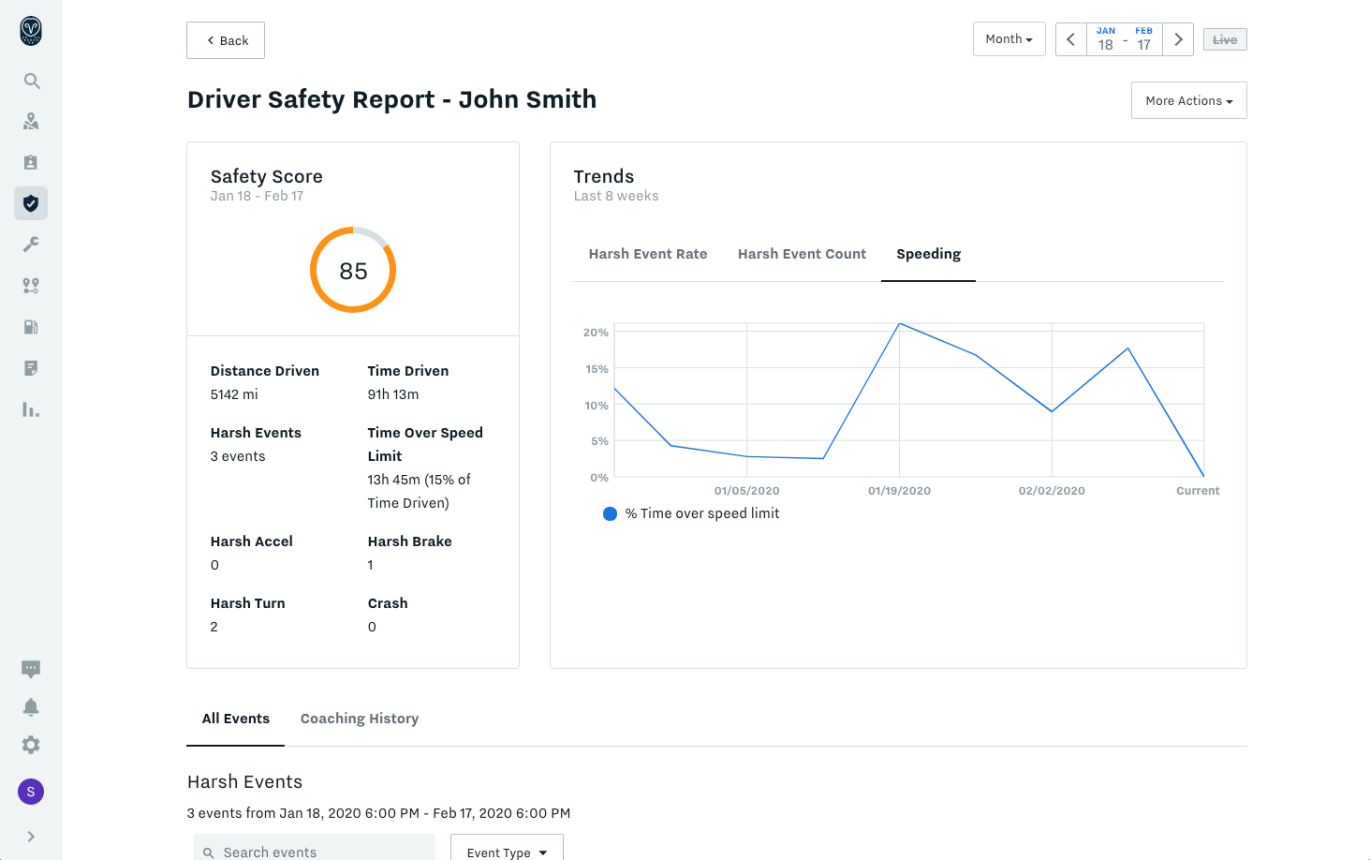 Back
Month
JAN
18
-
FEB
17
Live
Driver Safety Report - John Smith
More Actions
Safety Score
Jan 18 - Feb 17
85
Distance Driven
5142 mi
Time Driven
91h 13m
Harsh Events
3 events
Time Over Speed
Limit
13h 45m (15% of
Time Driven)
Harsh Accel
0
Harsh Brake
1
Harsh Turn
2
Crash
0
Trends
Last 8 weeks
Harsh Event Rate
Harsh Event Count
Speeding
20%
15%
10%
5%
0%
01/05/2020
01/19/2020
02/02/2020
Current
% Time over speed limit
S
All Events
Coaching History
Harsh Events
3 events from Jan 18, 2020 6:00 PM - Feb 17, 2020 6:00 PM
Search events
Event Type